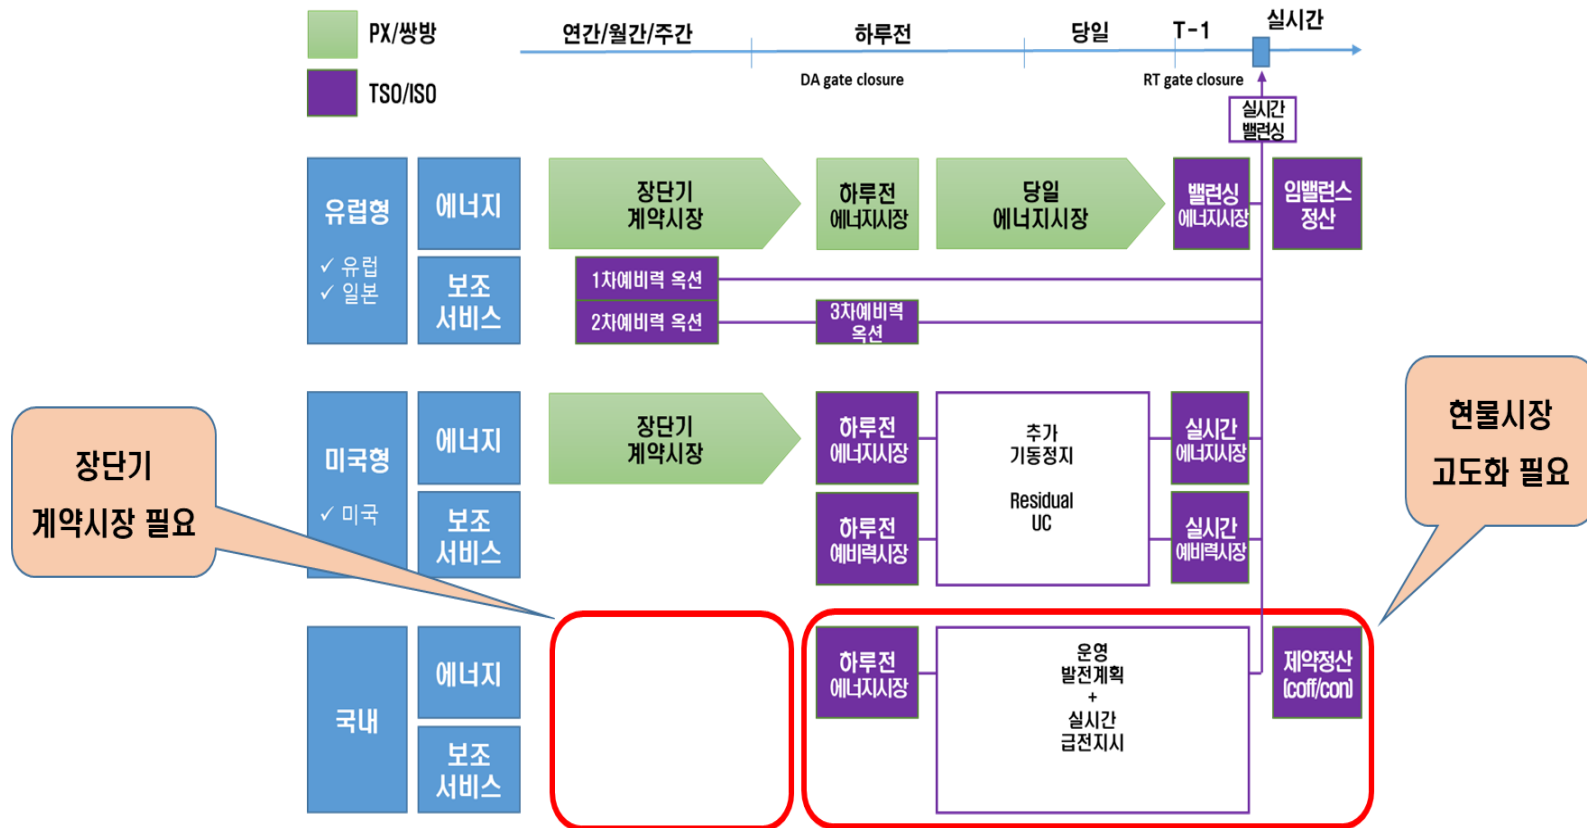 PX/쌍방
TSO/ISO
연간/월간/주간
하루전
당일
T-1
실시간
DA gate closure
RT gate closure
실시간
밸런싱
유럽형
✓ 유럽
✓ 일본
에너지
장단기
계약시장
하루전
에너지시장
당일
에너지시장
밸런싱
에너지시장
임밸런스
정산
보조
서비스
1차예비력 옥션
2차예비력 옥션
3차예비력
옥션
미국형
✓ 미국
에너지
장단기
계약시장
하루전
에너지시장
추가
기동정지
Residual
UC
실시간
에너지시장
보조
서비스
하루전
예비력시장
실시간
예비력시장
장단기
계약시장 필요
현물시장
고도화 필요
국내
에너지
하루전
에너지시장
운영
발전계획
+
실시간
급전지시
제약정산
(coff/con)
보조
서비스